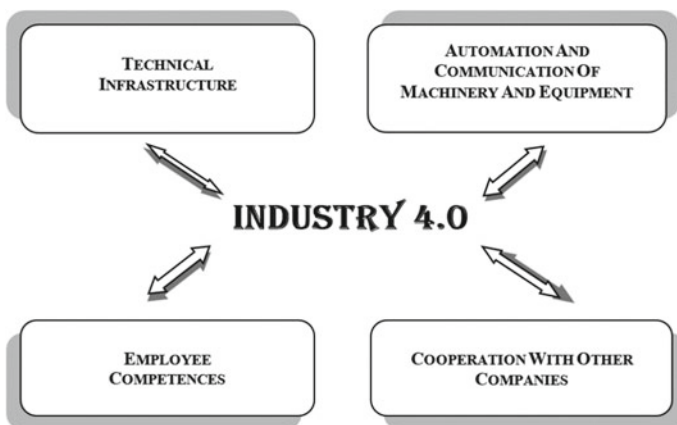 TECHNICAL
INFRASTRUCTURE
AUTOMATION AND
COMMUNICATION OF
MACHINERY AND EQUIPMENT
INDUSTRY 4.0
EMPLOYEE
COMPETENCES
COOPERATION WITH OTHER
COMPANIES